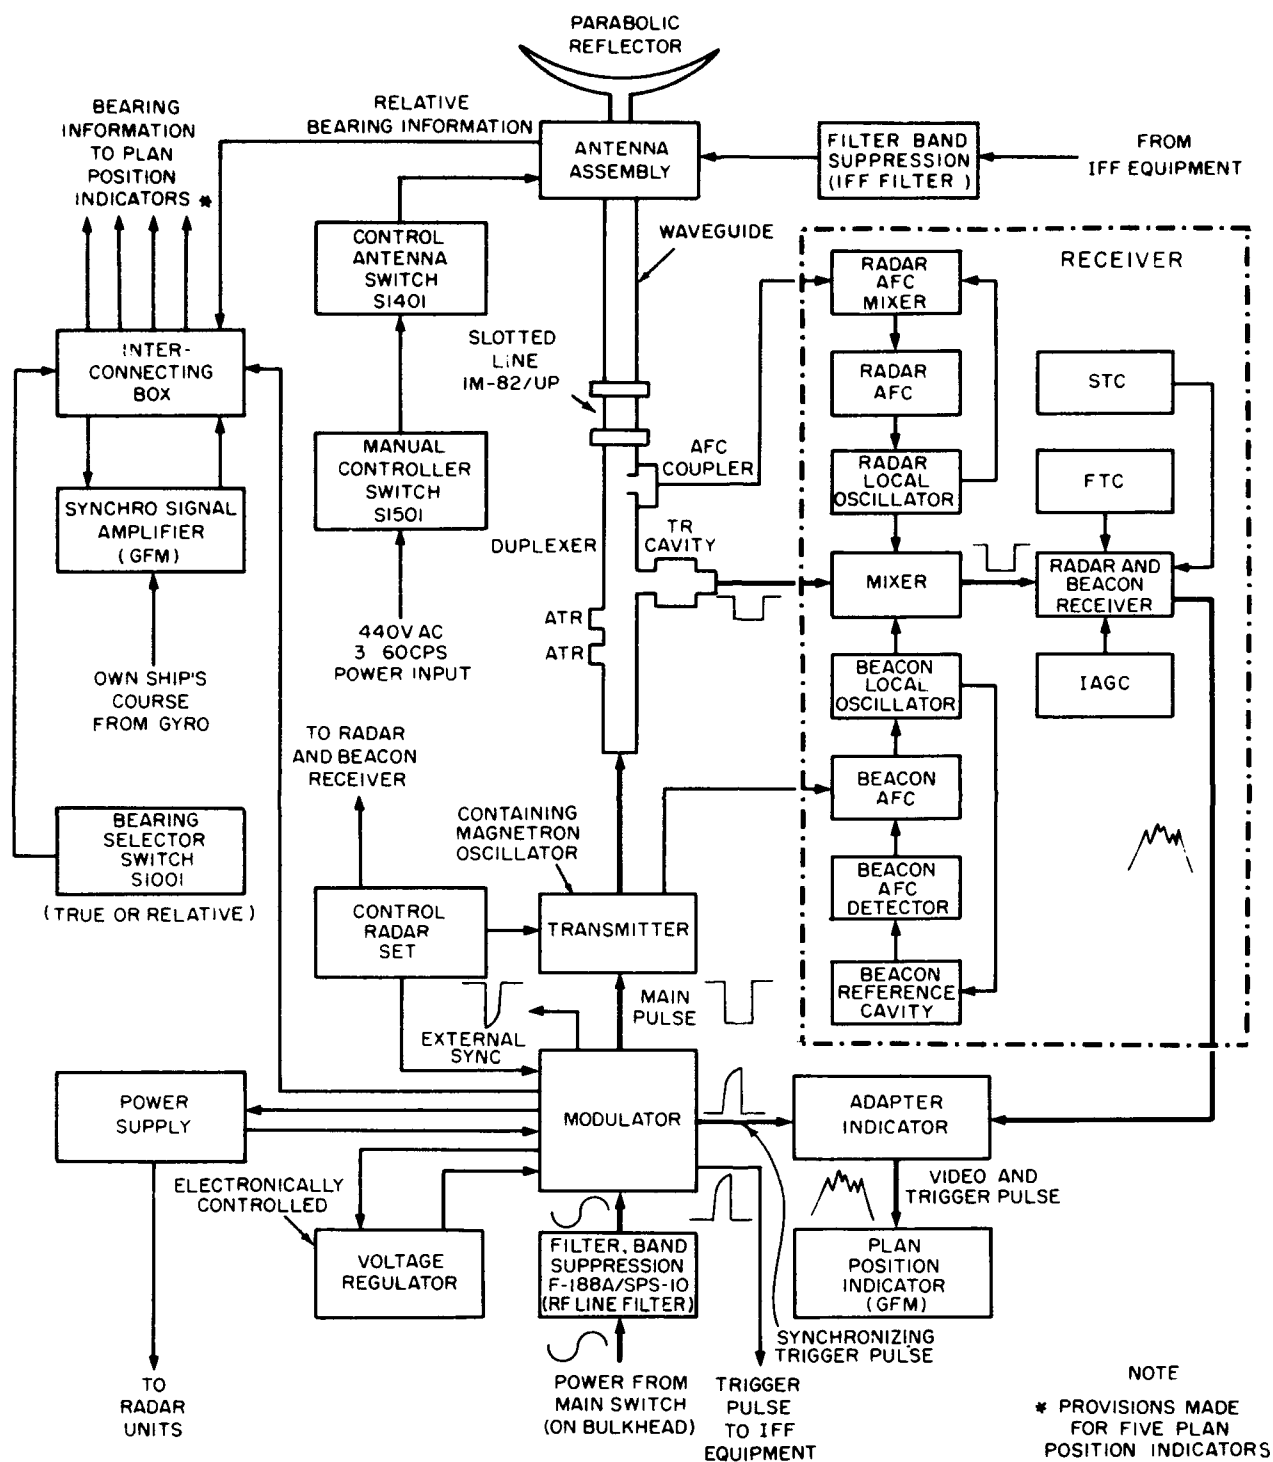 PARABOLIC
REFLECTOR
BEARING
INFORMATION
TO PLAN
POSITION
INDICATORS *
RELATIVE
BEARING INFORMATION
ANTENNA
ASSEMBLY
FILTER BAND
SUPPRESSION
(IFF FILTER )
FROM
IFF EQUIPMENT
CONTROL
ANTENNA
SWITCH
S1401
WAVEGUIDE
RECEIVER
RADAR
AFC
MIXER
INTER-
CONNECTING
BOX
SLOTTED
LINE
IM-82/UP
RADAR
AFC
STC
MANUAL
CONTROLLER
SWITCH
S1501
AFC
COUPLER
RADAR
LOCAL
OSCILLATOR
FTC
SYNCHRO SIGNAL
AMPLIFIER
(GFM)
DUPLEXER
TR
CAVITY
MIXER
RADAR AND
BEACON
RECEIVER
ATR
ATR
440V AC
3 60CPS
POWER INPUT
OWN SHIP'S
COURSE
FROM GYRO
BEACON
LOCAL
OSCILLATOR
IAGC
TO RADAR
AND BEACON
RECEIVER
BEACON
AFC
BEARING
SELECTOR
SWITCH
S1001
(TRUE OR RELATIVE)
CONTAINING
MAGNETRON
OSCILLATOR
BEACON
AFC
DETECTOR
CONTROL
RADAR
SET
TRANSMITTER
BEACON
REFERENCE
CAVITY
MAIN
PULSE
EXTERNAL
SYNC
POWER
SUPPLY
MODULATOR
ADAPTER
INDICATOR
ELECTRONICALLY
CONTROLLED
VIDEO AND
TRIGGER PULSE
VOLTAGE
REGULATOR
FILTER, BAND
SUPPRESSION
F-188A/SPS-10
(RF LINE FILTER)
PLAN
POSITION
INDICATOR
(GFM)
SYNCHRONIZING
TRIGGER PULSE
TO
RADAR
UNITS
POWER FROM
MAIN SWITCH
(ON BULKHEAD)
TRIGGER
PULSE
TO IFF
EQUIPMENT
NOTE
* PROVISIONS MADE
FOR FIVE PLAN
POSITION INDICATORS